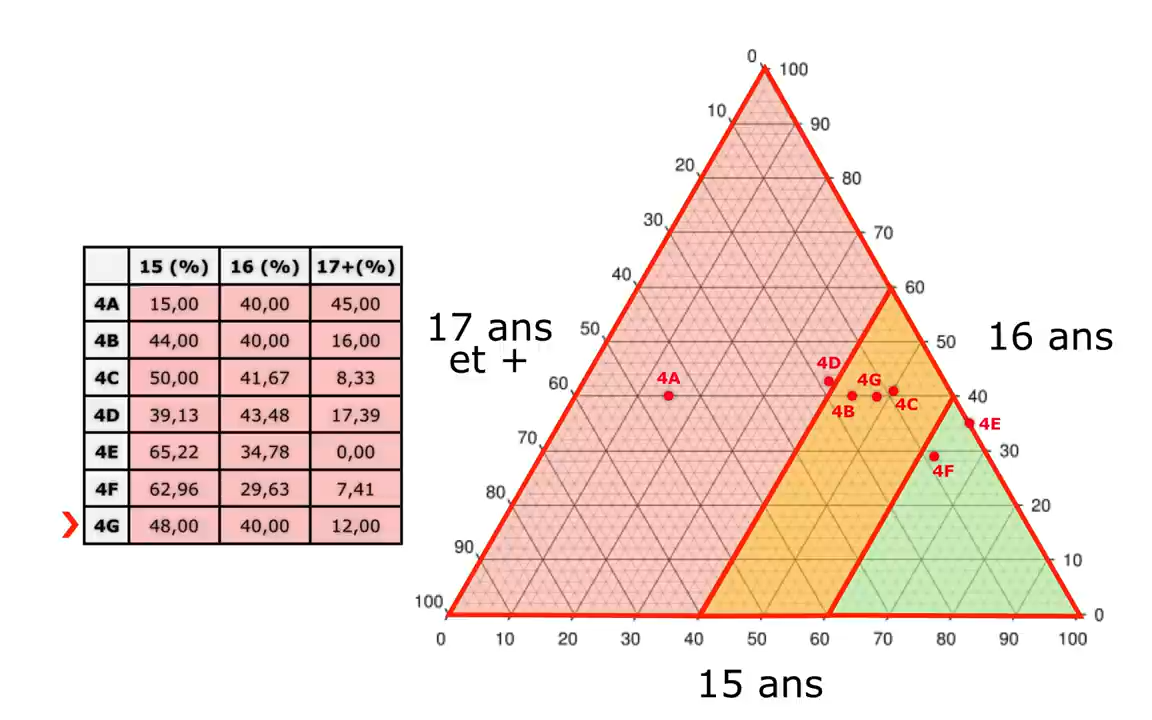 15 (%) 16 (%) 17+(%)
4A 15,00 40,00 45,00
4B 44,00 40,00 16,00
4C 50,00 41,67 8,33
4D 39,13 43,48 17,39
4E 65,22 34,78 0,00
4F 62,96 29,63 7,41
❯ 4G 48,00 40,00 12,00
17 ans
et +
0
10
20
30
40
50
60
70
80
90
100
100
90
80
70
60
50
40
30
20
10
0
16 ans
4A
4D
4G
4B
4C
4E
4F
0 10 20 30 40 50 60 70 80 90 100
15 ans